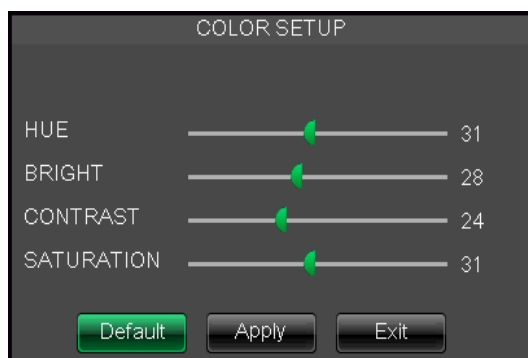 COLOR SETUP
HUE 31
BRIGHT 28
CONTRAST 24
SATURATION 31
Default Apply Exit